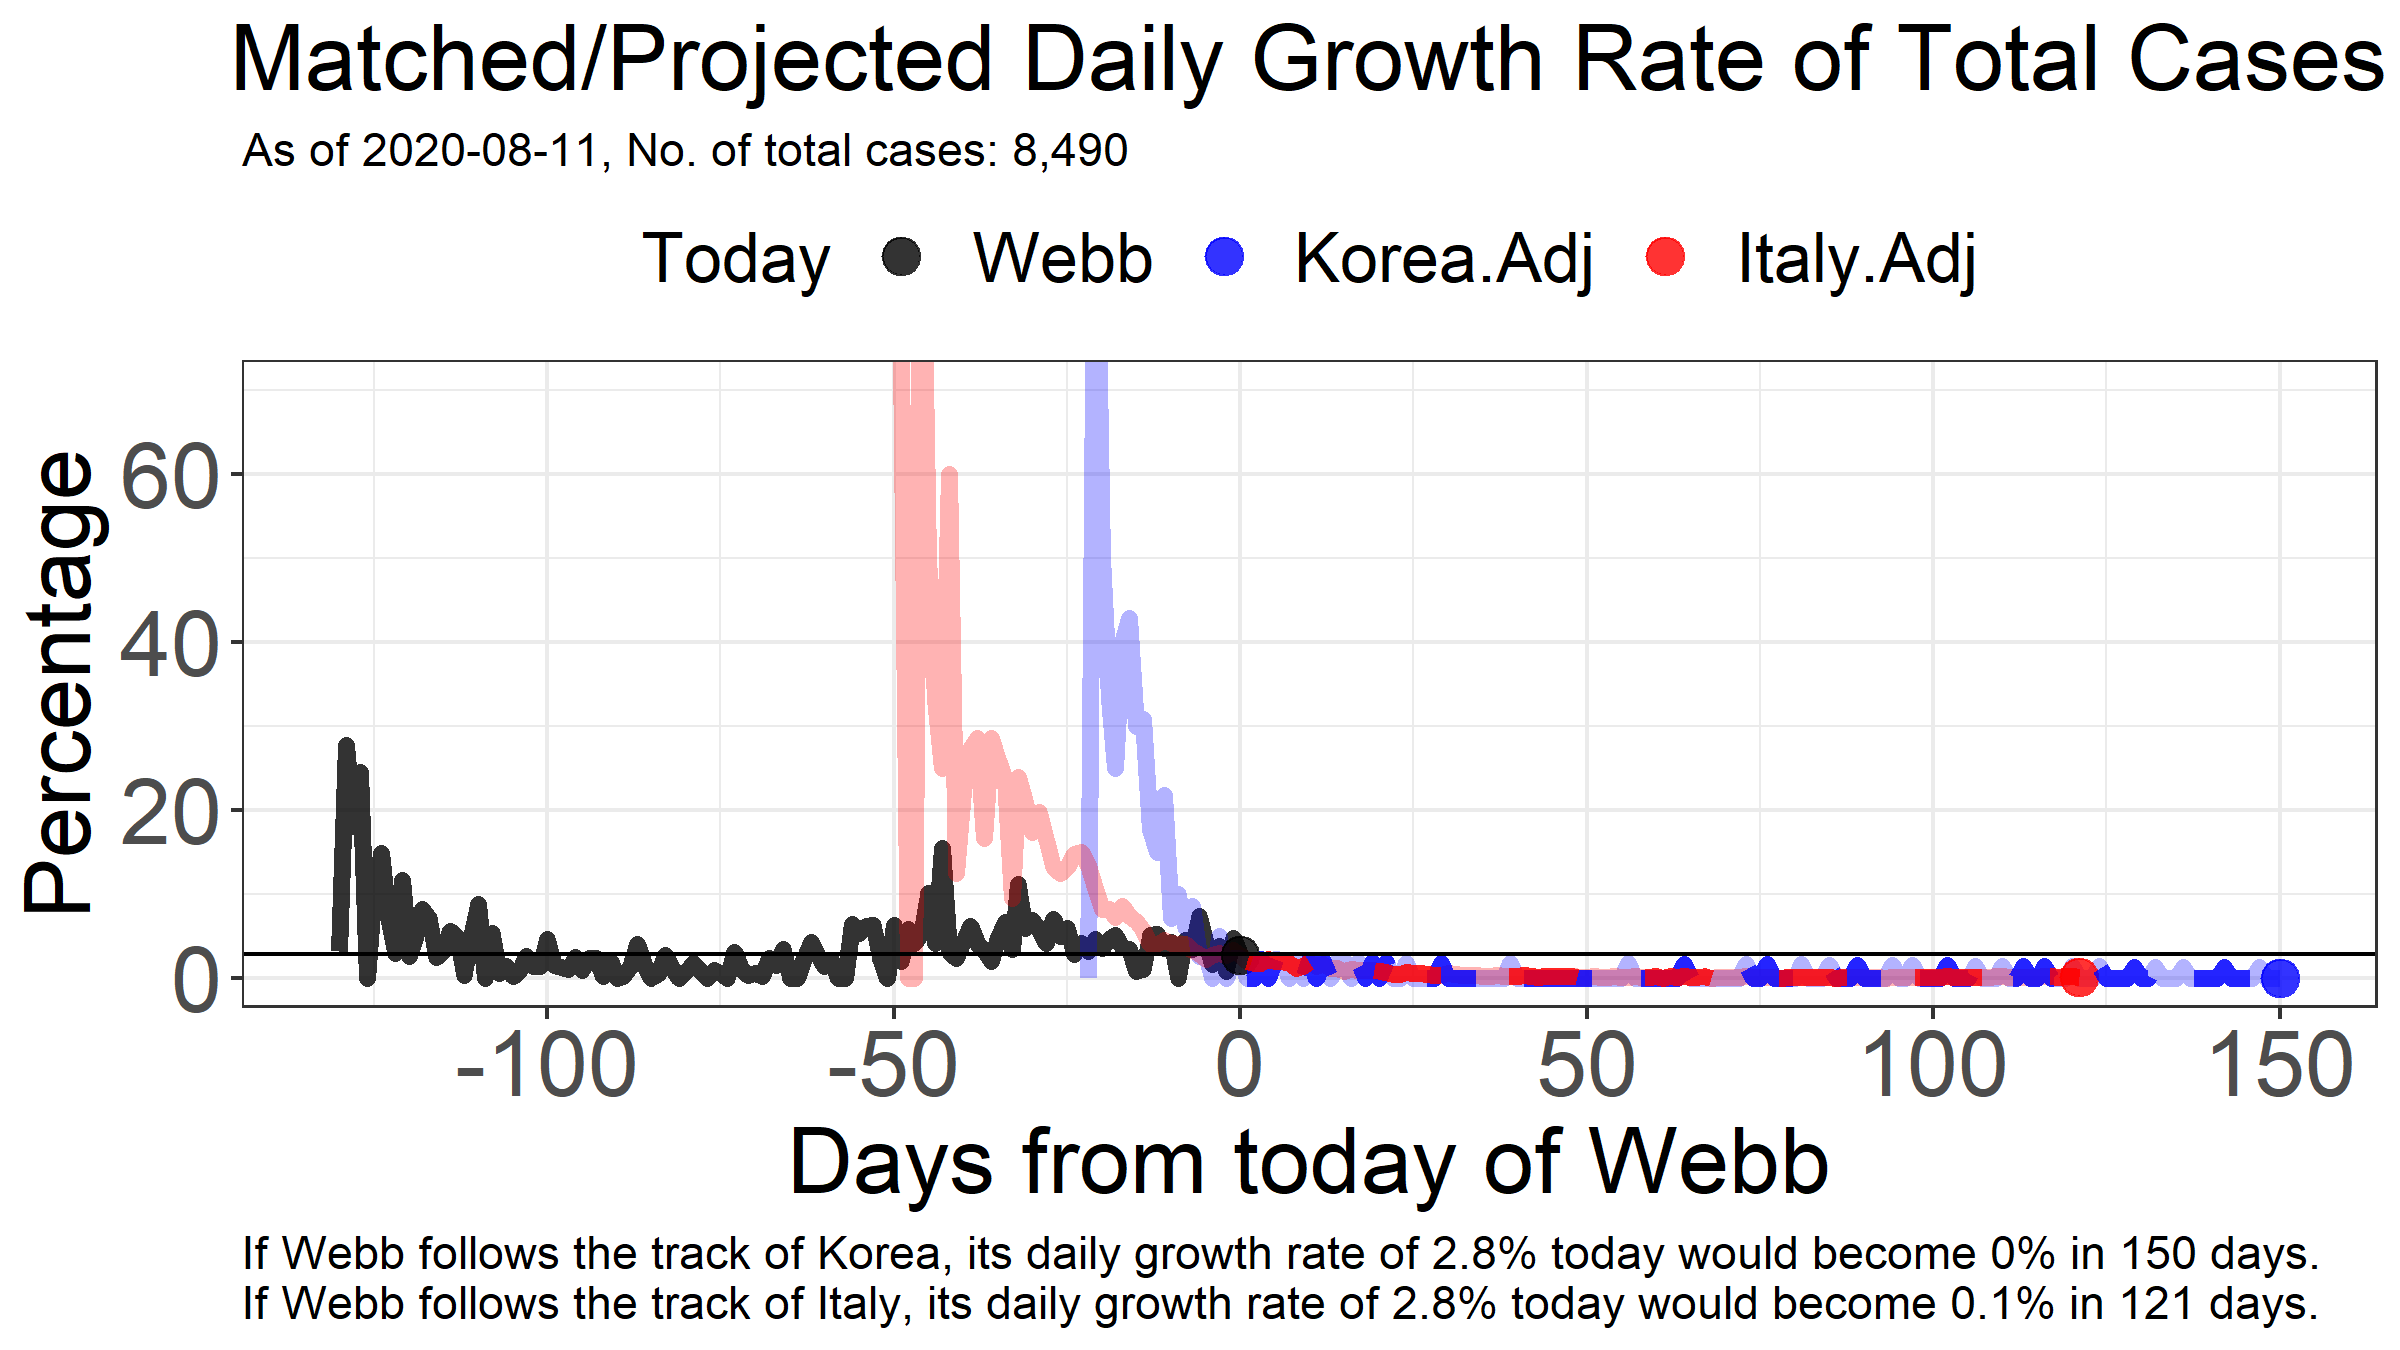 Matched/Projected Daily Growth Rate of Total Cases
As of 2020-08-11, No. of total cases: 8,490
Today Webb Korea.Adj Italy.Adj
Percentage
60
40
20
0
-100 -50 0 50 100 150
Days from today of Webb
If Webb follows the track of Korea, its daily growth rate of 2.8% today would become 0% in 150 days.
If Webb follows the track of Italy, its daily growth rate of 2.8% today would become 0.1% in 121 days.